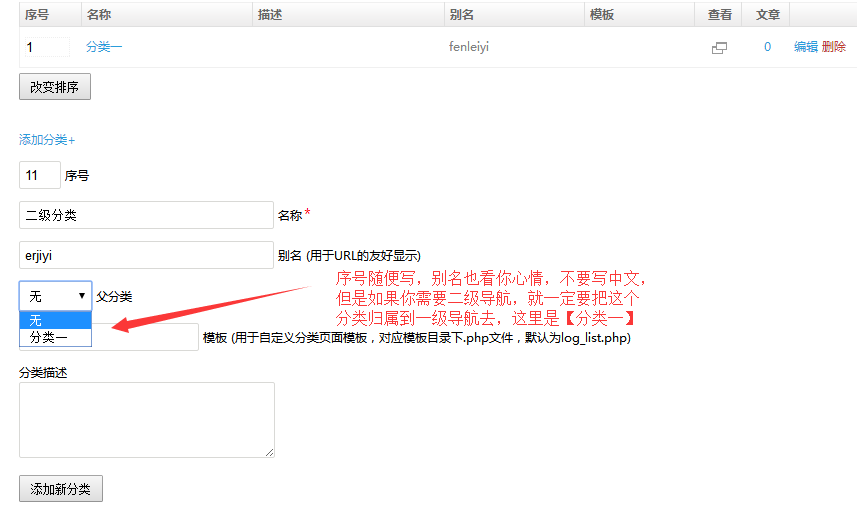 序号 名称 描述 别名 模板 查看 文章
1 分类一 fenleiyi 0 编辑 删除
改变排序
添加分类+
11 序号
二级分类 名称*
erjiyi 别名 (用于URL的友好显示)
序号随便写，别名也看你心情，不要写中文，
无 父分类
但是如果你需要二级导航，就一定要把这个
无
分类归属到一级导航去，这里是【分类一】
分类一 模板 (用于自定义分类页面模板，对应模板目录下.php文件，默认为log_list.php)
分类描述
添加新分类